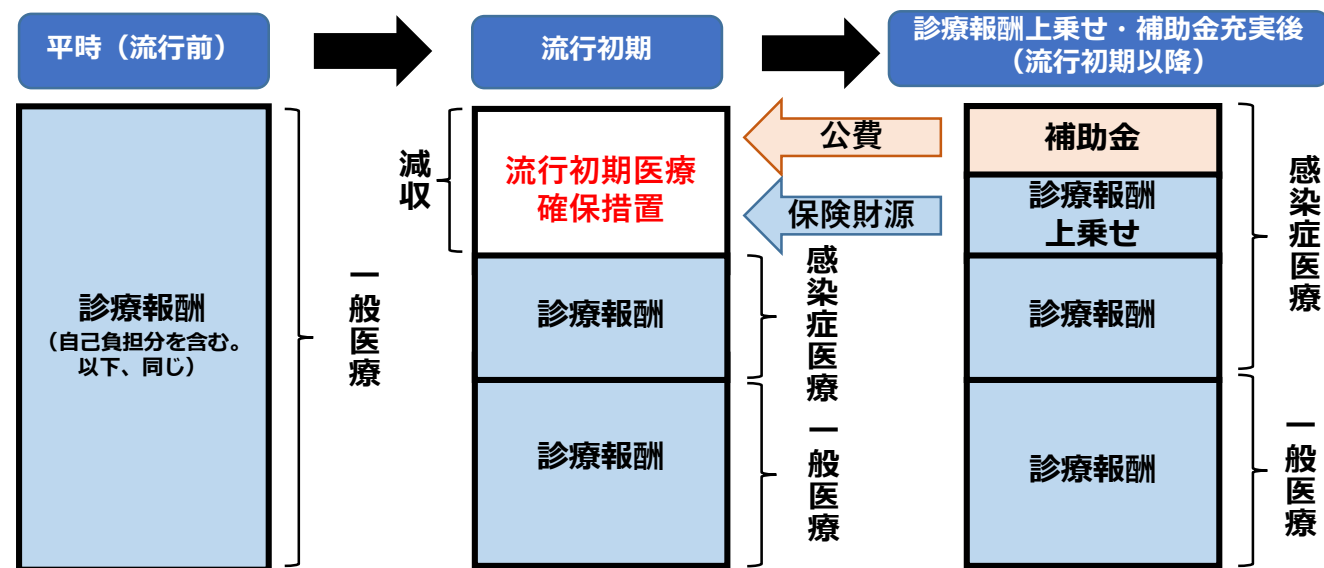 平時（流行前）
流行初期
診療報酬上乗せ・補助金充実後
（流行初期以降）
診療報酬
（自己負担分を含む。
以下、同じ）
一般医療
減収
流行初期医療
確保措置
診療報酬
診療報酬
感染症医療
一般医療
公費
保険財源
補助金
診療報酬
上乗せ
診療報酬
診療報酬
感染症医療
一般医療